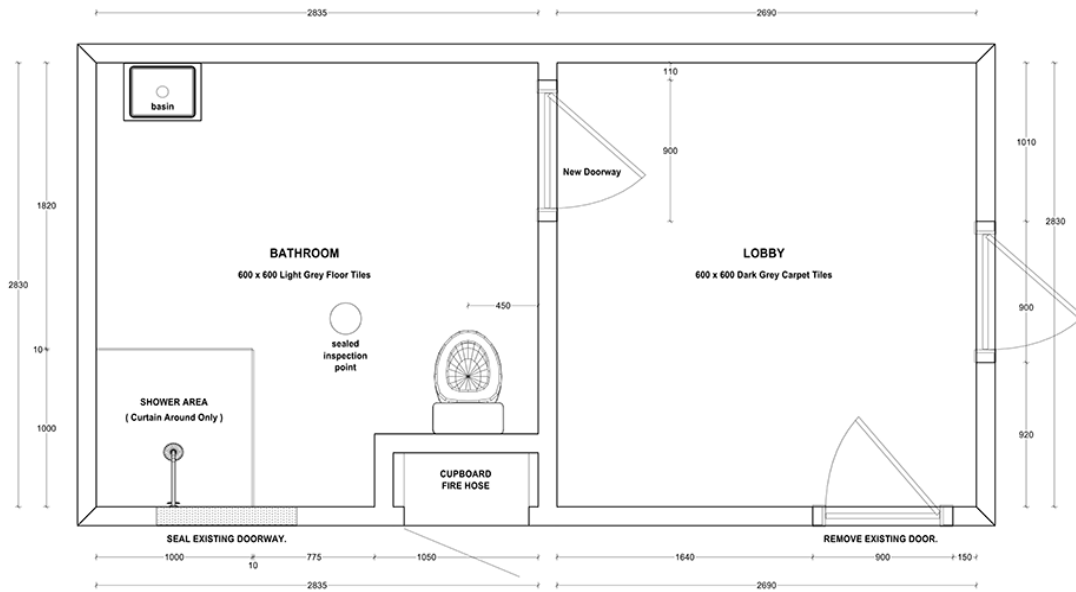 2835
2690
basin
110
900
New Doorway
1010
1820
2830
2830
BATHROOM
600 x 600 Light Grey Floor Tiles
LOBBY
600 x 600 Dark Grey Carpet Tiles
450
900
sealed
inspection
point
10
SHOWER AREA
( Curtain Around Only )
1000
920
CUPBOARD
FIRE HOSE
SEAL EXISTING DOORWAY.
REMOVE EXISTING DOOR.
1000
10
775
1050
1640
900
150
2835
2690